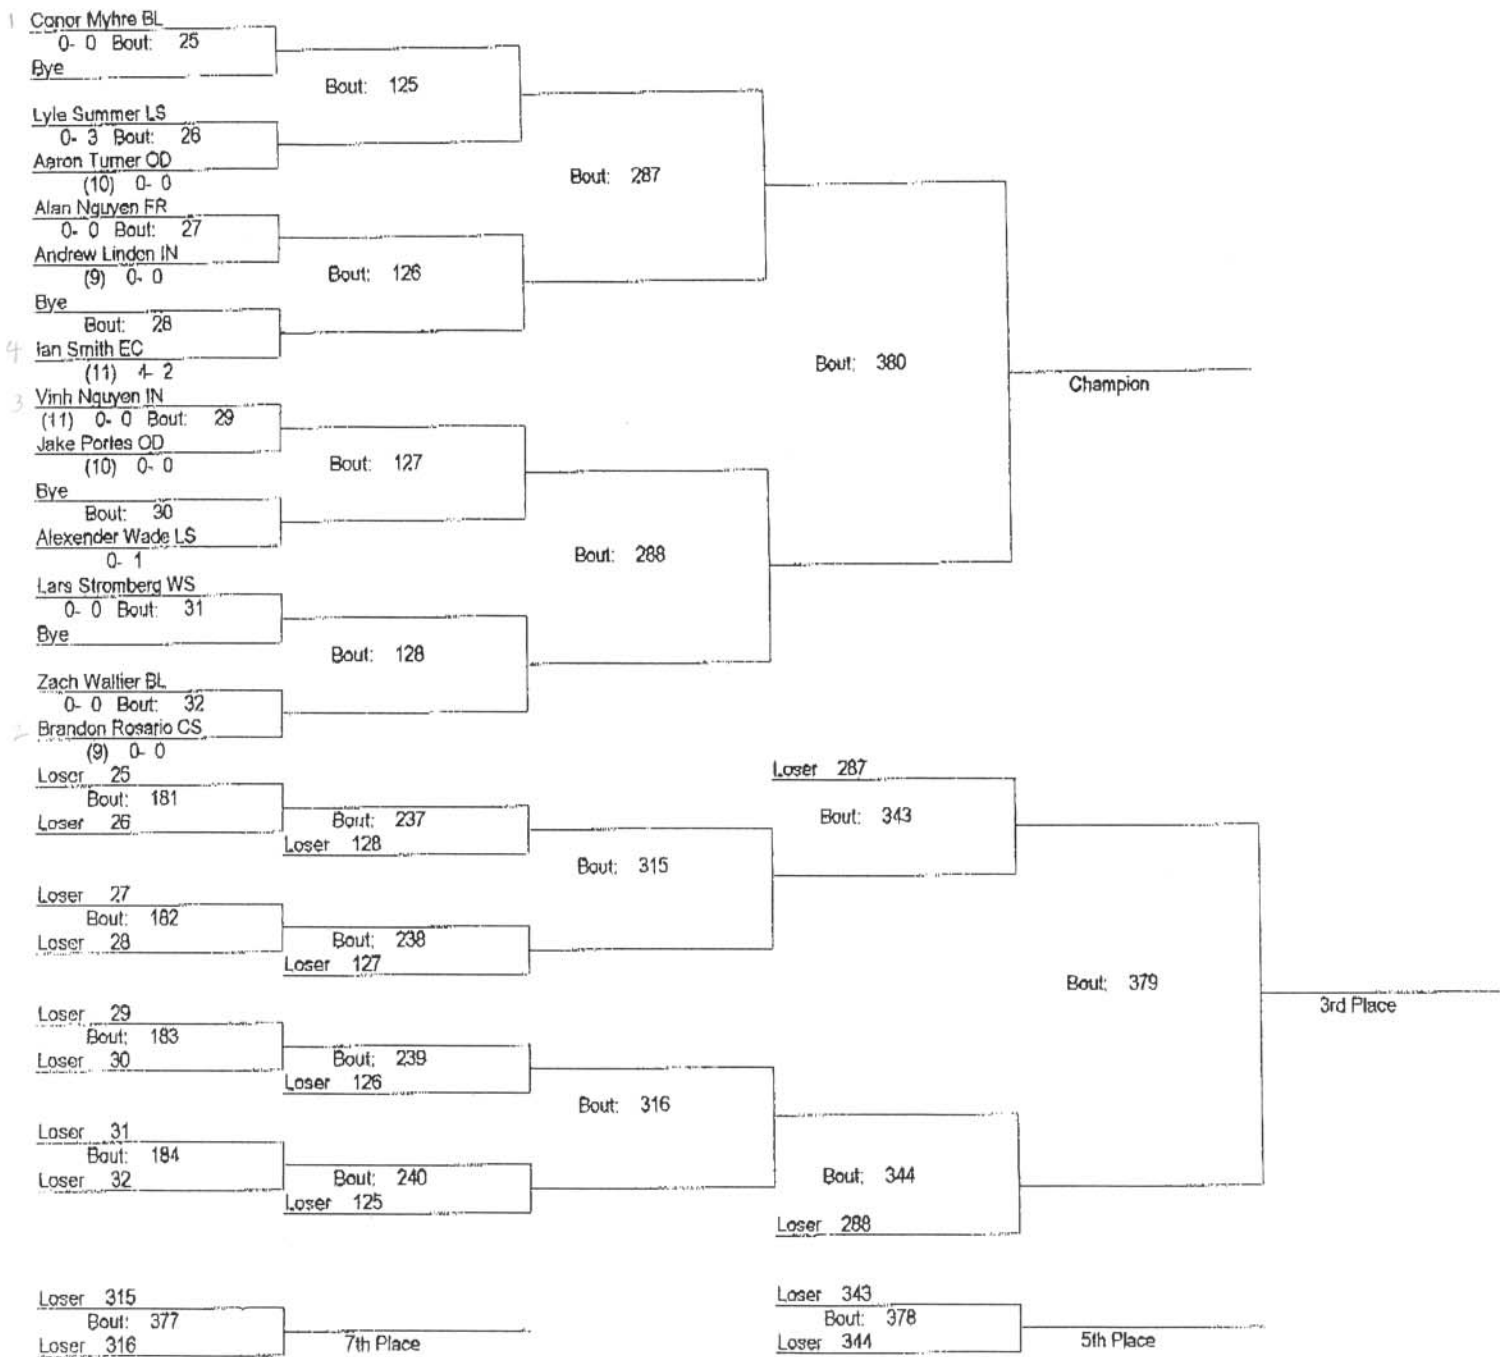 1 Conor Myhre BL
0- 0 Bout: 25
Bye
Bout: 125
Lyle Summer LS
0- 3 Bout: 26
Aaron Turner OD
(10) 0- 0
Bout: 287
Alan Nguyen FR
0- 0 Bout: 27
Andrew Linden IN
(9) 0- 0
Bout: 126
Bye
Bout: 28
4 Ian Smith EC
(11) 4- 2
Bout: 380
Champion
3 Vinh Nguyen IN
(11) 0- 0 Bout: 29
Jake Portes OD
(10) 0- 0
Bout: 127
Bye
Bout: 30
Alexender Wade LS
0- 1
Bout: 288
Lars Stromberg WS
0- 0 Bout: 31
Bye
Bout: 128
Zach Waltier BL
0- 0 Bout: 32
2 Brandon Rosario CS
(9) 0- 0
Loser 25
Bout: 181
Loser 26
Bout: 237
Loser 128
Loser 287
Bout: 343
Bout: 315
Loser 27
Bout: 182
Loser 28
Bout: 238
Loser 127
Bout: 379
3rd Place
Loser 29
Bout: 183
Loser 30
Bout: 239
Loser 126
Bout: 316
Loser 31
Bout: 184
Loser 32
Bout: 240
Loser 125
Bout: 344
Loser 288
Loser 315
Bout: 377
Loser 316
7th Place
Loser 343
Bout: 378
Loser 344
5th Place